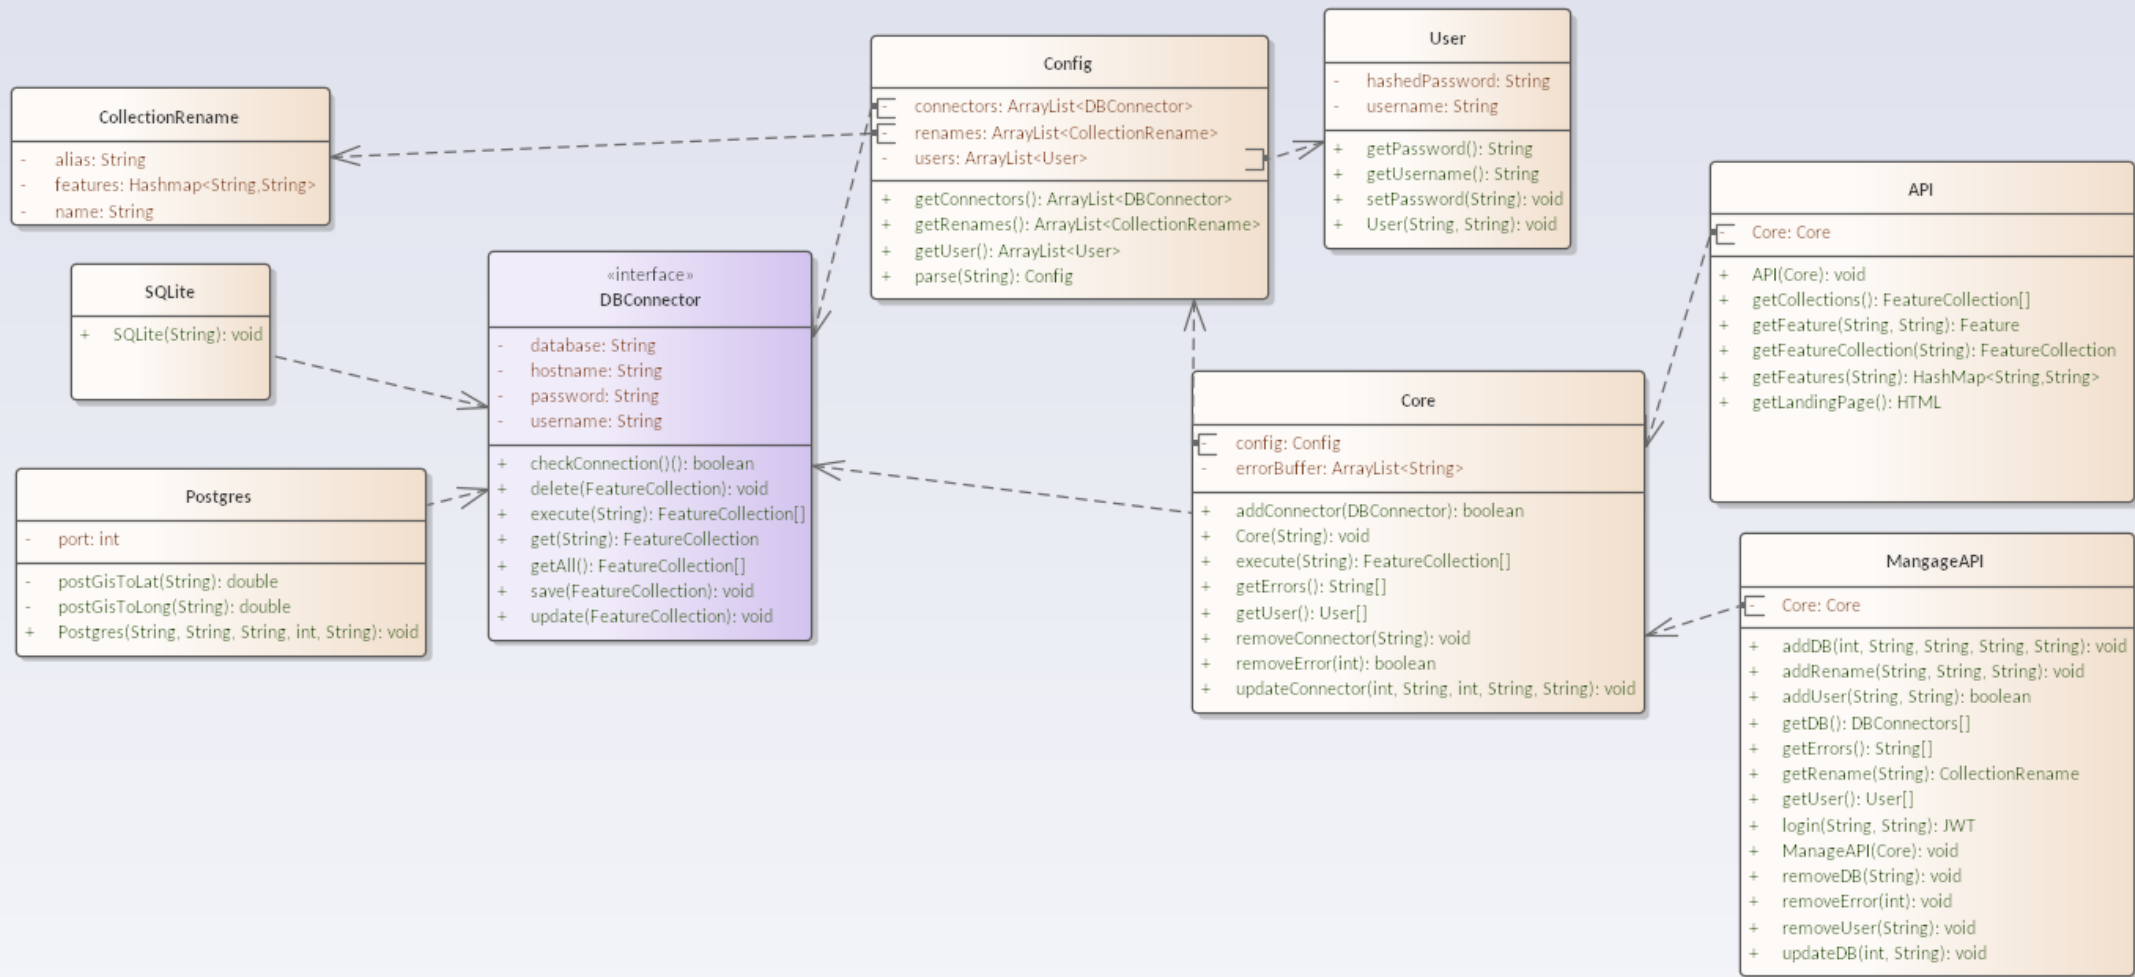 CollectionRename
- alias: String
- features: Hashmap<String,String>
- name: String
SQLite
+ SQLite(String): void
Postgres
- port: int
- postGisToLat(String): double
- postGisToLong(String): double
+ Postgres(String, String, String, int, String): void
«interface»
DBConnector
- database: String
- hostname: String
- password: String
- username: String
+ checkConnection()(): boolean
+ delete(FeatureCollection): void
+ execute(String): FeatureCollection[]
+ get(String): FeatureCollection
+ getAll(): FeatureCollection[]
+ save(FeatureCollection): void
+ update(FeatureCollection): void
Config
- connectors: ArrayList<DBConnector>
- renames: ArrayList<CollectionRename>
- users: ArrayList<User>
+ getConnectors(): ArrayList<DBConnector>
+ getRenames(): ArrayList<CollectionRename>
+ getUser(): ArrayList<User>
+ parse(String): Config
User
- hashedPassword: String
- username: String
+ getPassword(): String
+ getUsername(): String
+ setPassword(String): void
+ User(String, String): void
Core
- config: Config
- errorBuffer: ArrayList<String>
+ addConnector(DBConnector): boolean
+ Core(String): void
+ execute(String): FeatureCollection[]
+ getErrors(): String[]
+ getUser(): User[]
+ removeConnector(String): void
+ removeError(int): boolean
+ updateConnector(int, String, int, String, String): void
API
- Core: Core
+ API(Core): void
+ getCollections(): FeatureCollection[]
+ getFeature(String, String): Feature
+ getFeatureCollection(String): FeatureCollection
+ getFeatures(String): HashMap<String,String>
+ getLandingPage(): HTML
MangageAPI
- Core: Core
+ addDB(int, String, String, String, String): void
+ addRename(String, String, String): void
+ addUser(String, String): boolean
+ getDB(): DBConnectors[]
+ getErrors(): String[]
+ getRename(String): CollectionRename
+ getUser(): User[]
+ login(String, String): JWT
+ ManageAPI(Core): void
+ removeDB(String): void
+ removeError(int): void
+ removeUser(String): void
+ updateDB(int, String): void